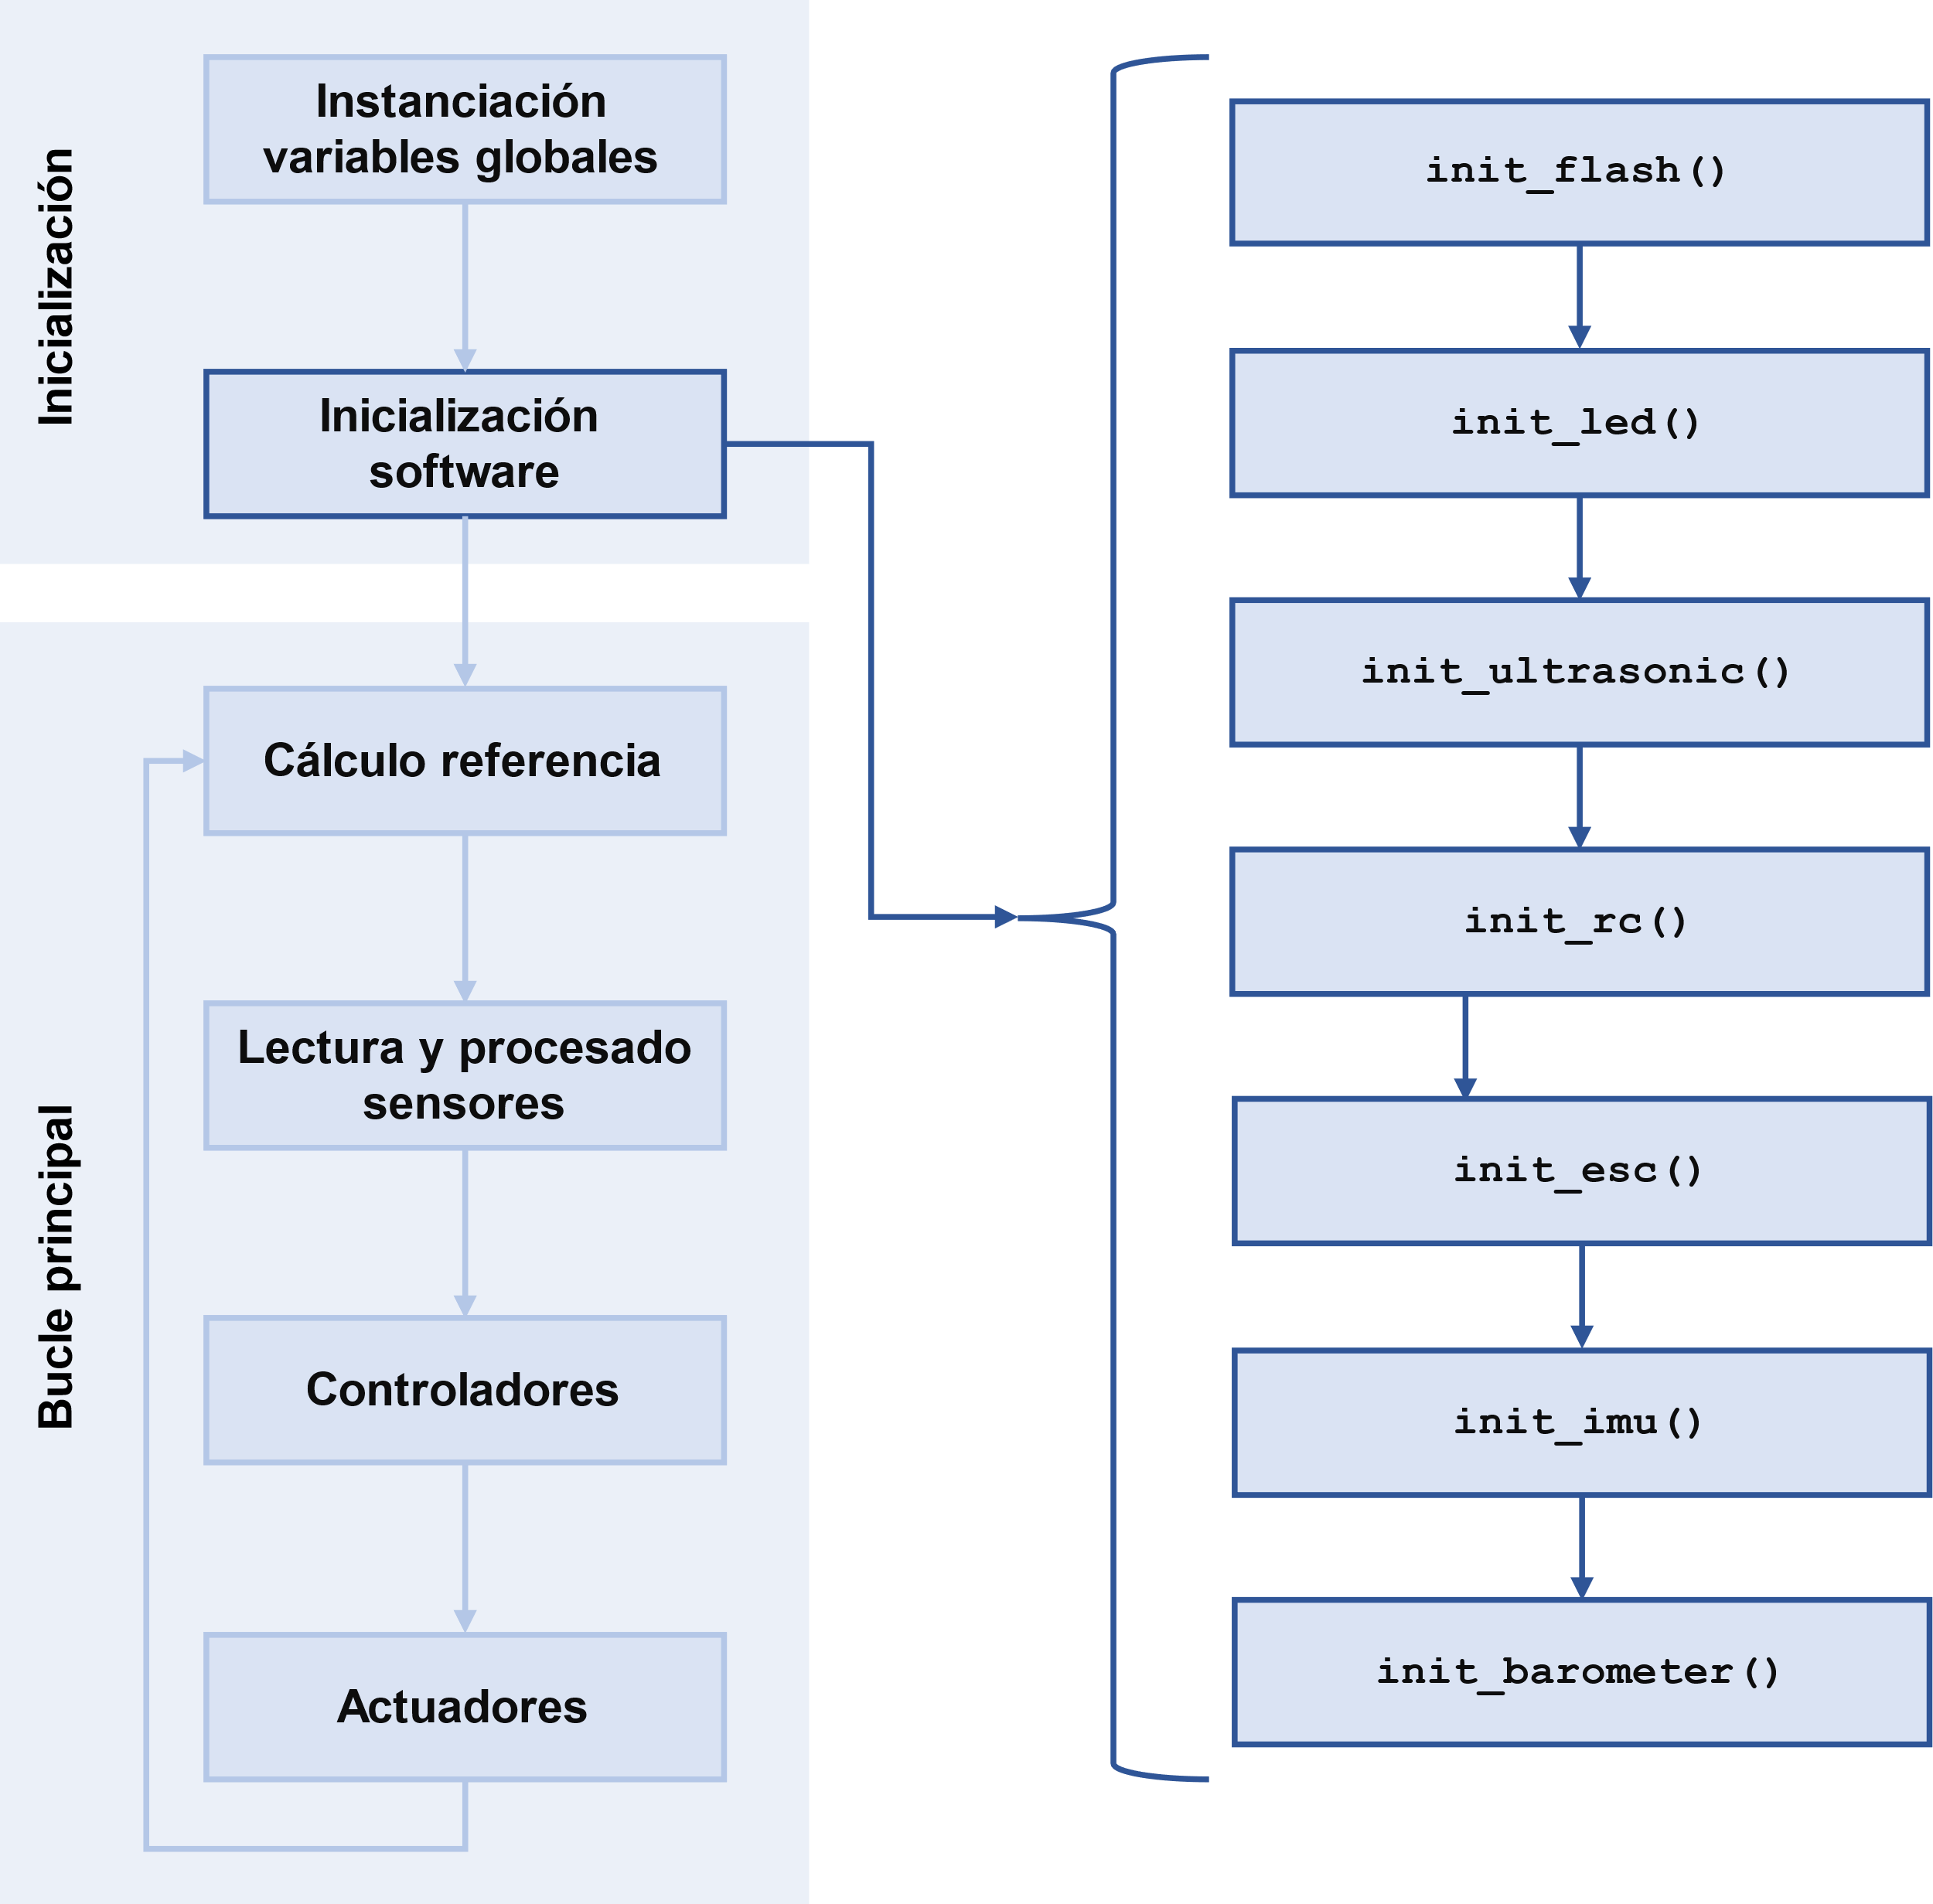 Inicialización
Instanciación
variables globales
Inicialización
software
Bucle principal
Cálculo referencia
Lectura y procesado
sensores
Controladores
Actuadores
init_flash()
init_led()
init_ultrasonic()
init_rc()
init_esc()
init_imu()
init_barometer()